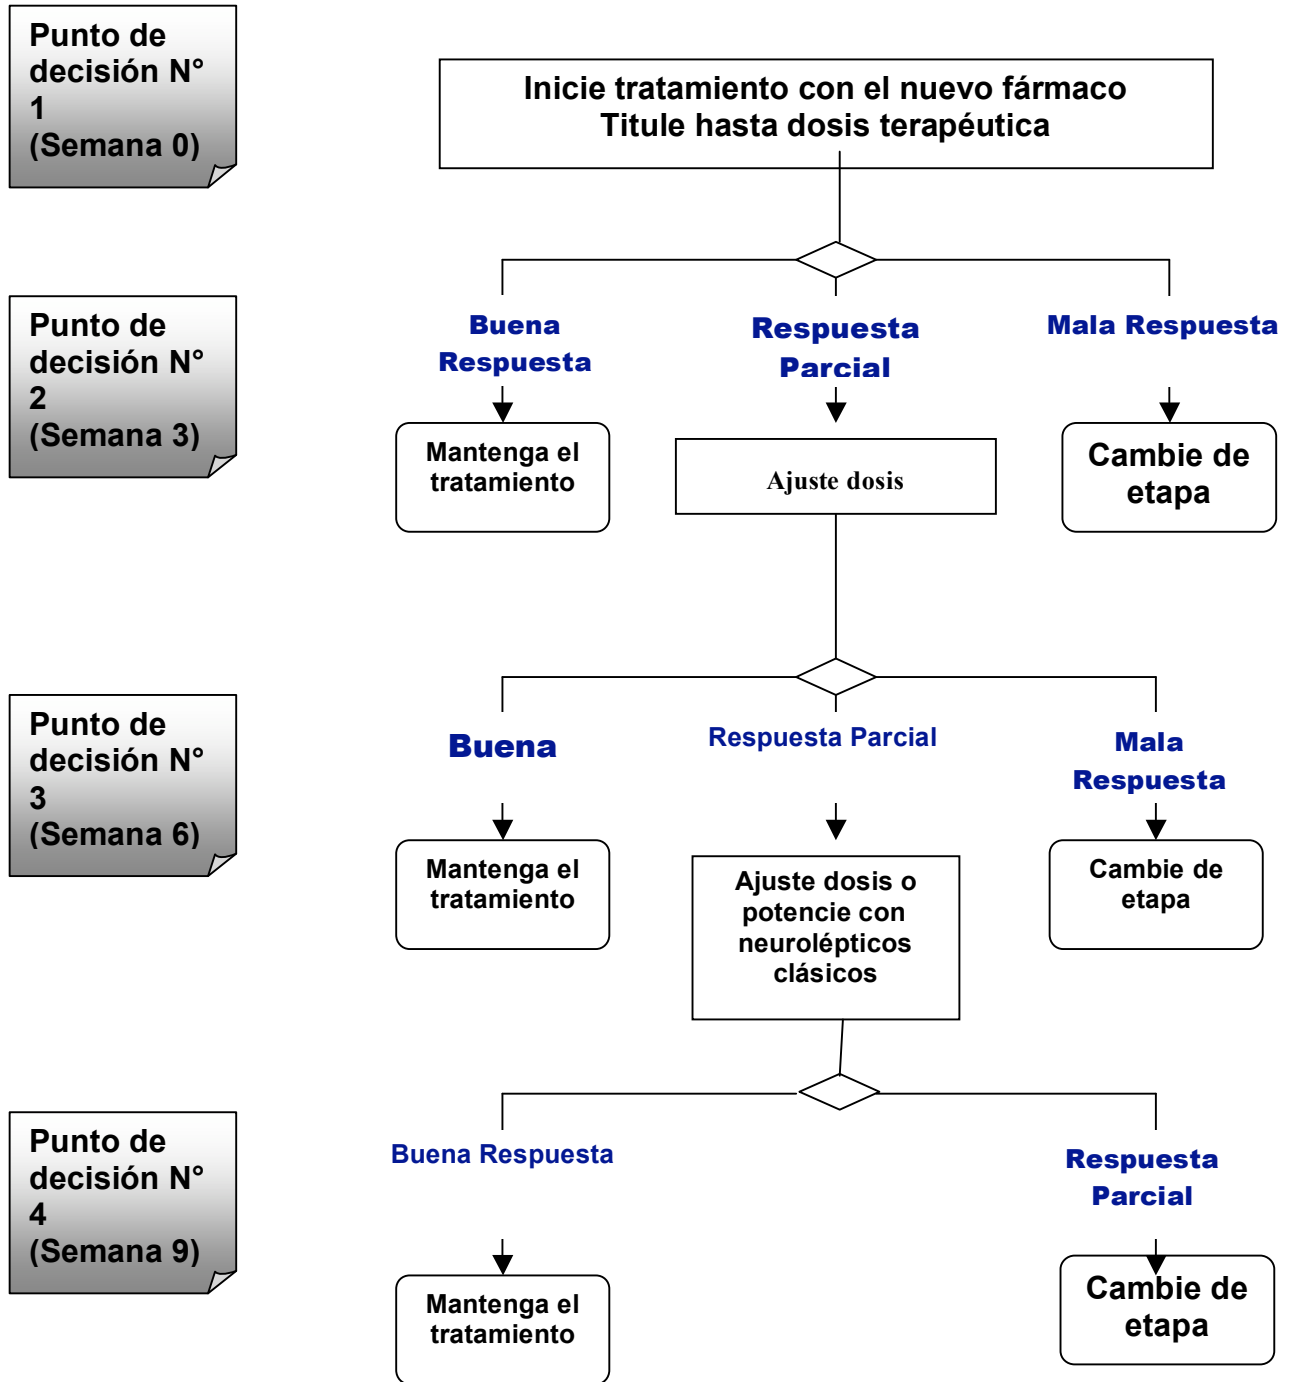 Punto de
decisión N°
1
(Semana 0)
Inicie tratamiento con el nuevo fármaco
Titule hasta dosis terapéutica
Punto de
decisión N°
2
(Semana 3)
Buena
Respuesta
Respuesta
Parcial
Mala Respuesta
Mantenga el
tratamiento
Ajuste dosis
Cambie de
etapa
Punto de
decisión N°
3
(Semana 6)
Buena
Respuesta Parcial
Mala
Respuesta
Mantenga el
tratamiento
Ajuste dosis o
potencie con
neurolépticos
clásicos
Cambie de
etapa
Punto de
decisión N°
4
(Semana 9)
Buena Respuesta
Respuesta
Parcial
Mantenga el
tratamiento
Cambie de
etapa